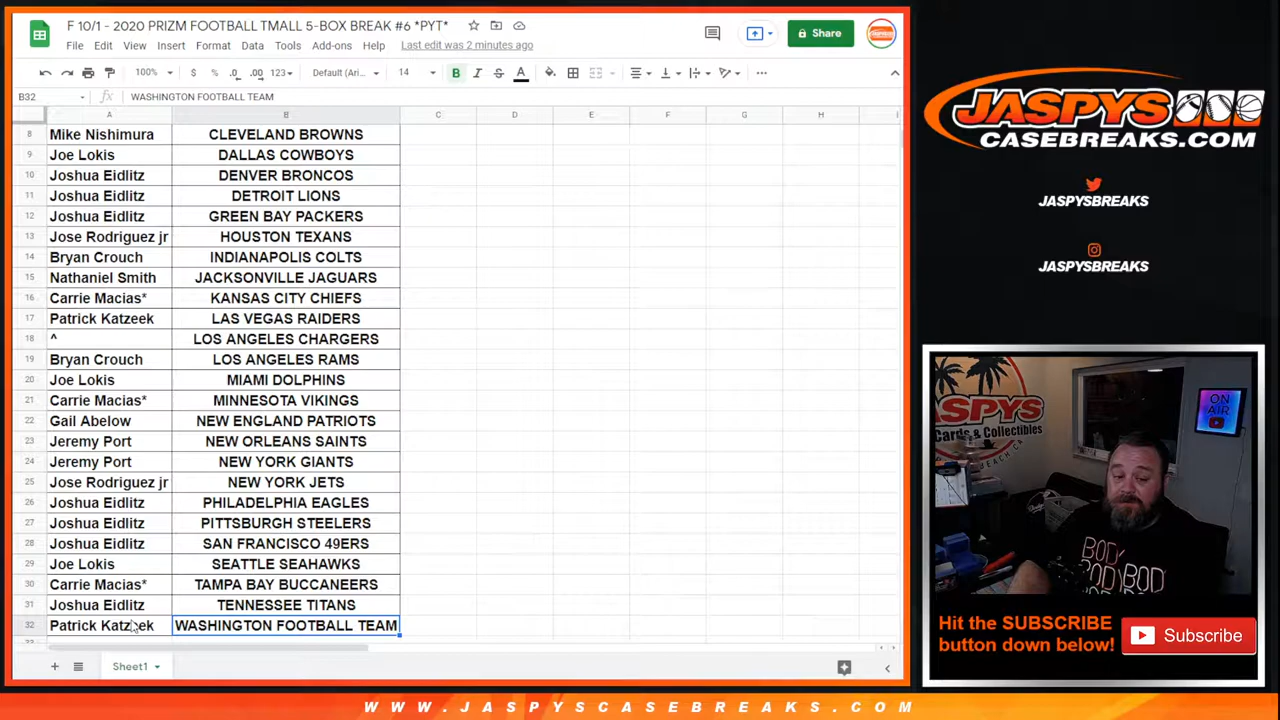 F 10/1 - 2020 PRIZM FOOTBALL TMALL 5-BOX BREAK #6 *PYT*
File Edit View Insert Format Data Tools Add-ons Help Last edit was 2 minutes ago
Share
100% $ % .0 .00 123 Default (Ari... 14 B I S A
B32 fx WASHINGTON FOOTBALL TEAM
A B C D E F G H I
8 Mike Nishimura CLEVELAND BROWNS
9 Joe Lokis DALLAS COWBOYS
10 Joshua Eidlitz DENVER BRONCOS
11 Joshua Eidlitz DETROIT LIONS
12 Joshua Eidlitz GREEN BAY PACKERS
13 Jose Rodriguez jr HOUSTON TEXANS
14 Bryan Crouch INDIANAPOLIS COLTS
15 Nathaniel Smith JACKSONVILLE JAGUARS
16 Carrie Macias* KANSAS CITY CHIEFS
17 Patrick Katzeek LAS VEGAS RAIDERS
18 ^ LOS ANGELES CHARGERS
19 Bryan Crouch LOS ANGELES RAMS
20 Joe Lokis MIAMI DOLPHINS
21 Carrie Macias* MINNESOTA VIKINGS
22 Gail Abelow NEW ENGLAND PATRIOTS
23 Jeremy Port NEW ORLEANS SAINTS
24 Jeremy Port NEW YORK GIANTS
25 Jose Rodriguez jr NEW YORK JETS
26 Joshua Eidlitz PHILADELPHIA EAGLES
27 Joshua Eidlitz PITTSBURGH STEELERS
28 Joshua Eidlitz SAN FRANCISCO 49ERS
29 Joe Lokis SEATTLE SEAHAWKS
30 Carrie Macias* TAMPA BAY BUCCANEERS
31 Joshua Eidlitz TENNESSEE TITANS
32 Patrick Katzeek WASHINGTON FOOTBALL TEAM
Sheet1
JASPYS
CASEBREAKS.COM
JASPYSBREAKS
JASPYSBREAKS
JASPYS
Cards & Collectibles
ON
AIR
BODY
BODY
BODY
Hit the SUBSCRIBE
button down below!
Subscribe
WWW.JASPYSCASEBREAKS.COM